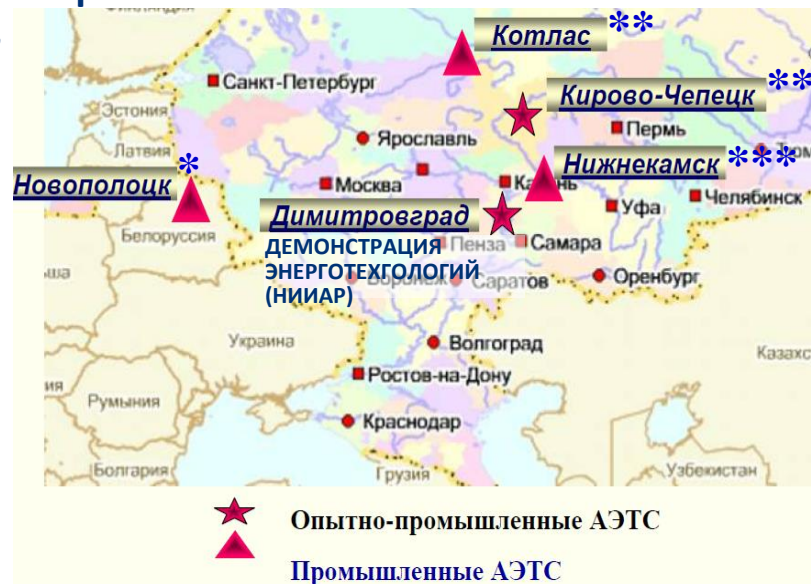 Финляндия
Котлас **
Санкт-Петербург
Кирово-Чепецк **
Эстония
Ярославль
Пермь
Латвия
Нижнекамск ***
Новополоцк *
Москва
Челябинск
Димитровград
Уфа
Белоруссия
ДЕМОНСТРАЦИЯ
Пенза
Самара
ЭНЕРГОТЕХГОЛОГИЙ
(НИИАР)
Воронеж
Саратов
Оренбург
Украина
Волгоград
Казахс
Ростов-на-Дону
Румыния
Краснодар
Болгария
Грузия
Узбекистан
Опытно-промышленные АЭТС
Промышленные АЭТС